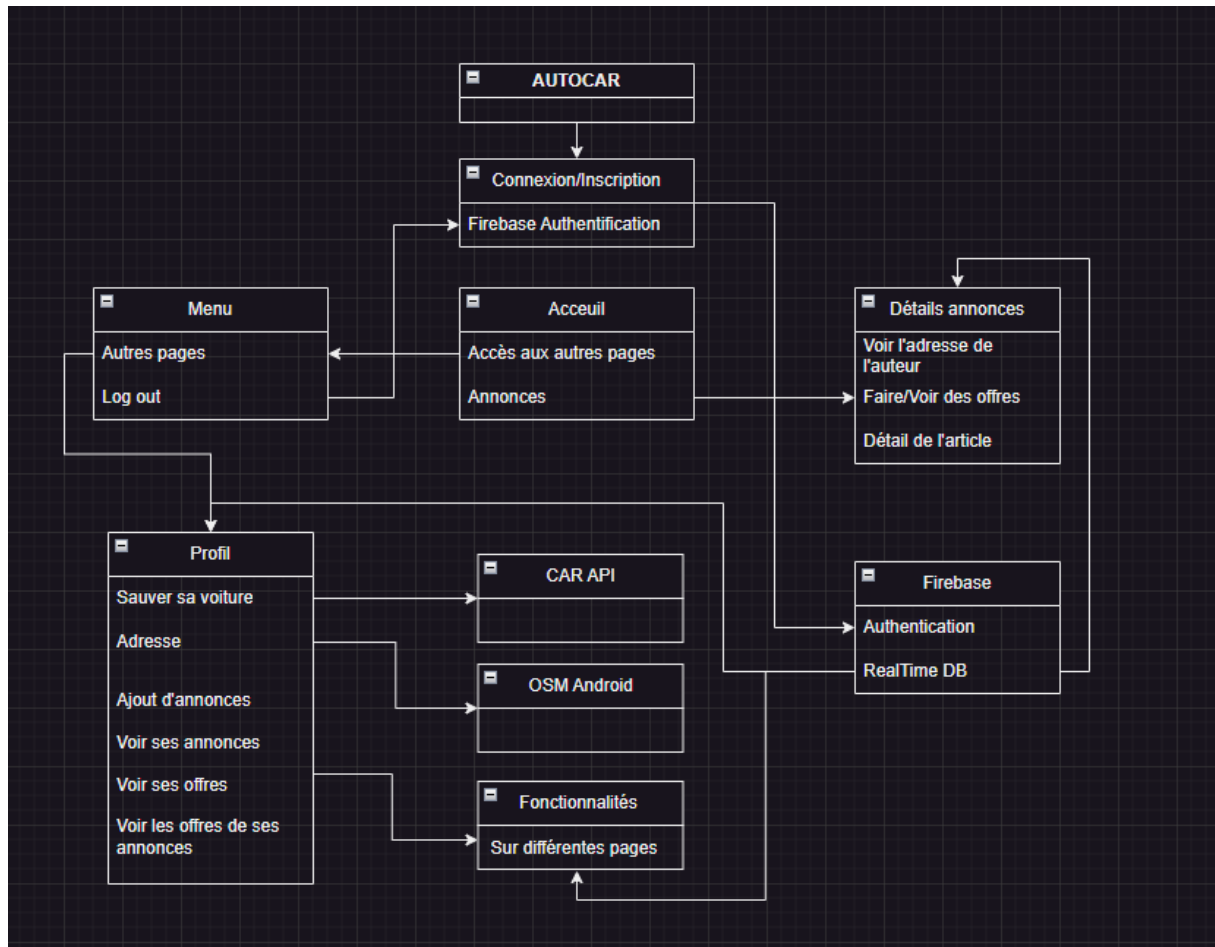 AUTOCAR
Connexion/Inscription
Firebase Authentification
Menu
Autres pages
Log out
Acceuil
Accès aux autres pages
Annonces
Détails annonces
Voir l'adresse de
l'auteur
Faire/Voir des offres
Détail de l'article
Profil
Sauver sa voiture
Adresse
Ajout d'annonces
Voir ses annonces
Voir ses offres
Voir les offres de ses
annonces
CAR API
OSM Android
Fonctionnalités
Sur différentes pages
Firebase
Authentication
RealTime DB